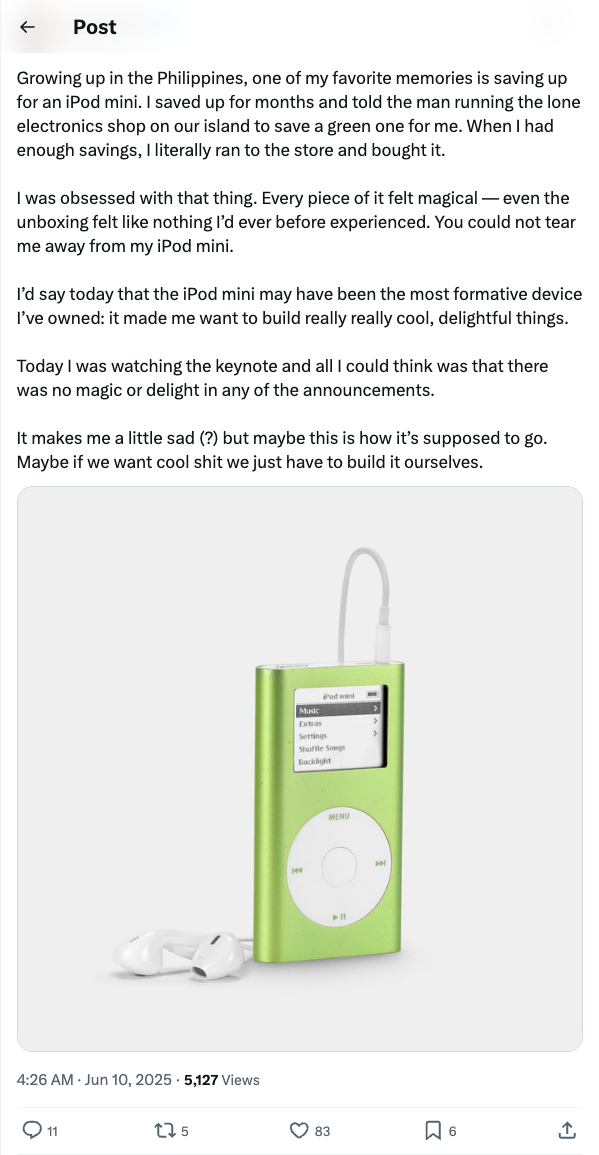 Post
Growing up in the Philippines, one of my favorite memories is saving up
for an iPod mini. I saved up for months and told the man running the lone
electronics shop on our island to save a green one for me. When I had
enough savings, I literally ran to the store and bought it.
I was obsessed with that thing. Every piece of it felt magical — even the
unboxing felt like nothing I’d ever before experienced. You could not tear
me away from my iPod mini.
I’d say today that the iPod mini may have been the most formative device
I’ve owned: it made me want to build really really cool, delightful things.
Today I was watching the keynote and all I could think was that there
was no magic or delight in any of the announcements.
It makes me a little sad (?) but maybe this is how it’s supposed to go.
Maybe if we want cool shit we just have to build it ourselves.
iPod mini
Music
Extras
Settings
Shuffle Songs
Backlight
MENU
4:26 AM · Jun 10, 2025 · 5,127 Views
11 5 83 6